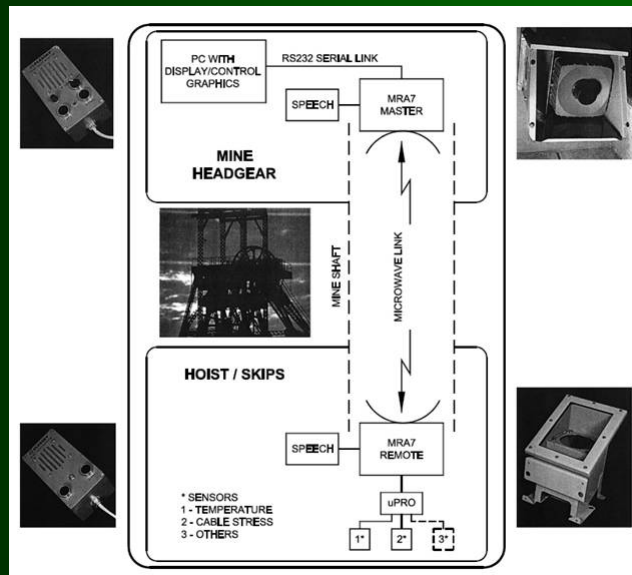 PC WITH
DISPLAY/CONTROL
GRAPHICS
RS232 SERIAL LINK
SPEECH
MRA7
MASTER
MINE
HEADGEAR
MINE SHAFT
MICROWAVE LINK
HOIST / SKIPS
SPEECH
MRA7
REMOTE
uPRO
* SENSORS
1 - TEMPERATURE
2 - CABLE STRESS
3 - OTHERS
1*
2*
3*